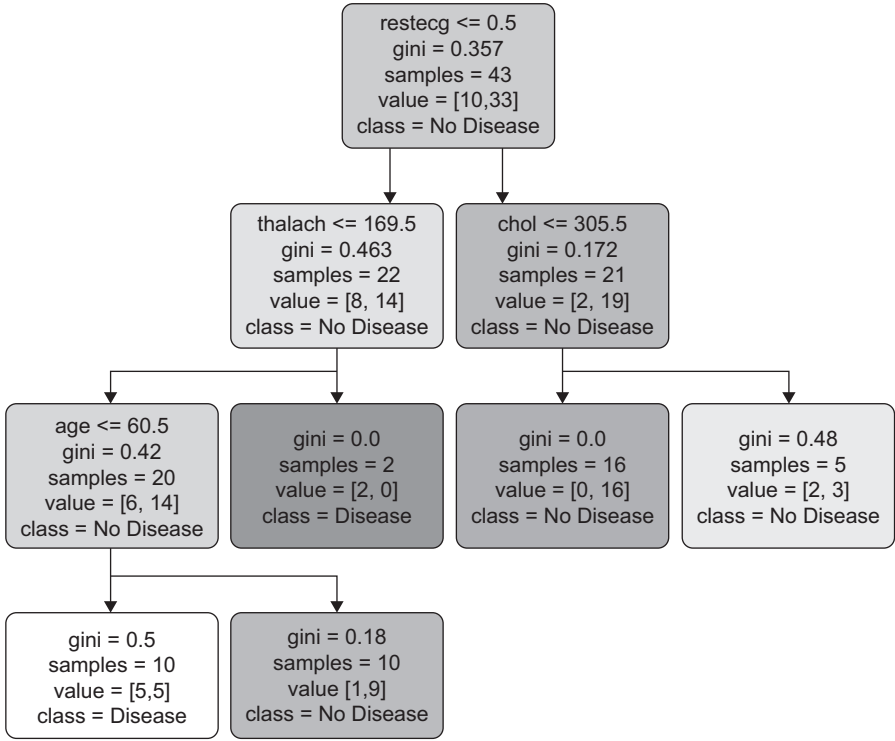 restecg <= 0.5
gini = 0.357
samples = 43
value = [10,33]
class = No Disease
thalach <= 169.5
gini = 0.463
samples = 22
value = [8, 14]
class = No Disease
chol <= 305.5
gini = 0.172
samples = 21
value = [2, 19]
class = No Disease
age <= 60.5
gini = 0.42
samples = 20
value = [6, 14]
class = No Disease
gini = 0.0
samples = 2
value = [2, 0]
class = Disease
gini = 0.0
samples = 16
value = [0, 16]
class = No Disease
gini = 0.48
samples = 5
value = [2, 3]
class = No Disease
gini = 0.5
samples = 10
value = [5,5]
class = Disease
gini = 0.18
samples = 10
value [1,9]
class = No Disease